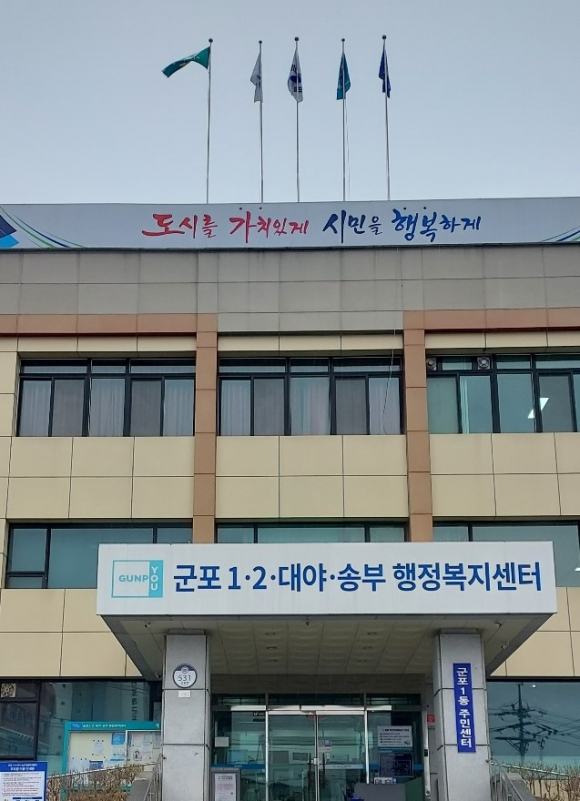 도시를 가치있게 시민을 행복하게
GUNP
YOU
군포 1·2·대야·송부 행정복지센터
531
군포1동 주민센터